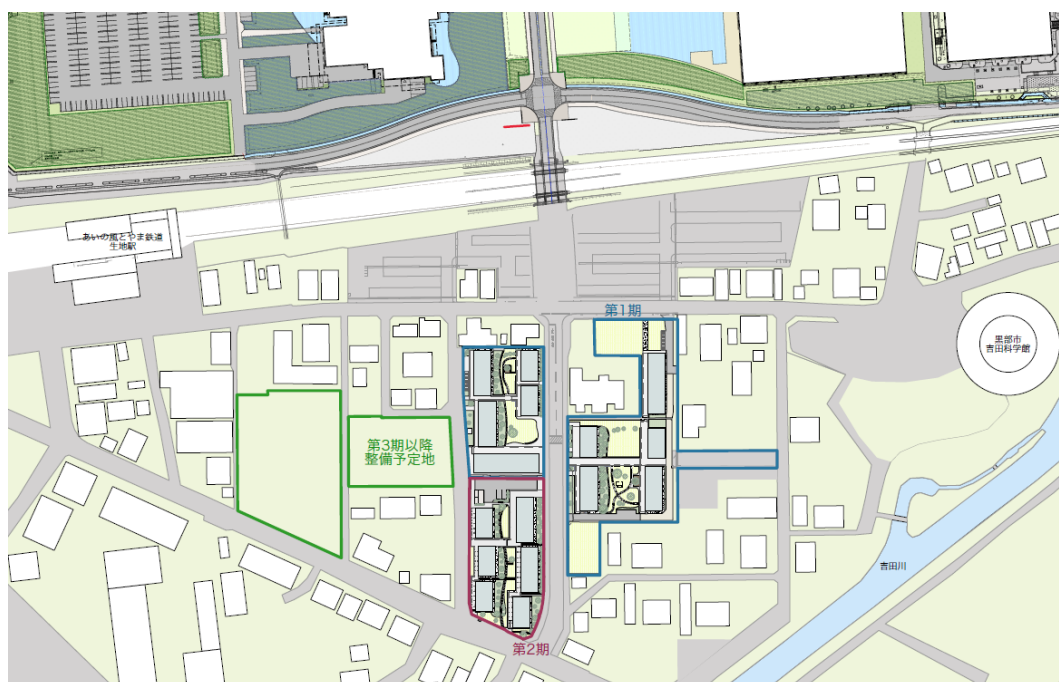 あいの風とやま鉄道
生地駅
第1期
黒部市
吉田科学館
第3期以降
整備予定地
吉田川
第2期